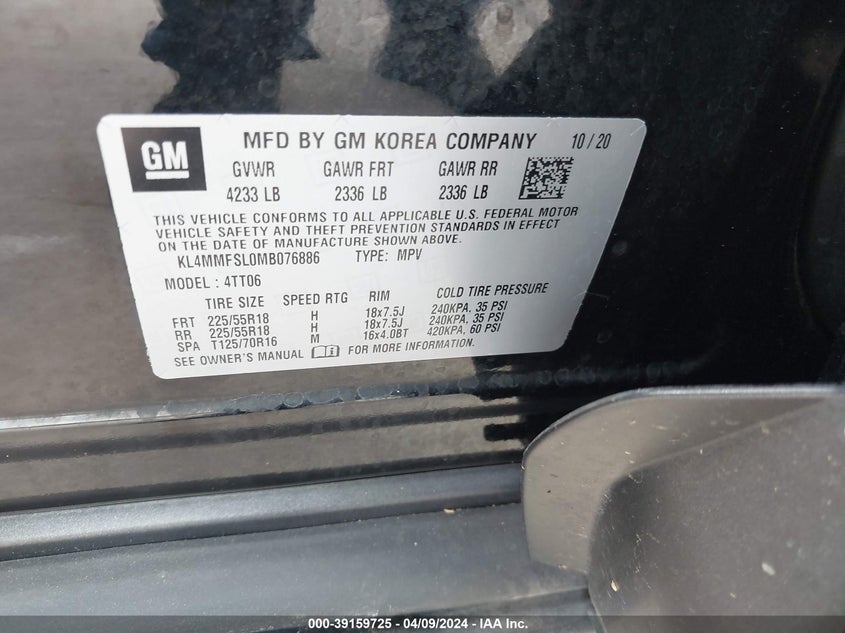 GM MFD BY GM KOREA COMPANY 10/20
GVWR GAWR FRT GAWR RR
4233 LB 2336 LB 2336 LB
THIS VEHICLE CONFORMS TO ALL APPLICABLE U.S. FEDERAL MOTOR
VEHICLE SAFETY AND THEFT PREVENTION STANDARDS IN EFFECT
ON THE DATE OF MANUFACTURE SHOWN ABOVE.
KL4MMFSL0MB076886 TYPE: MPV
MODEL : 4TT06
TIRE SIZE SPEED RTG RIM COLD TIRE PRESSURE
FRT 225/55R18 H 18x7.5J 240KPA, 35 PSI
RR 225/55R18 H 18x7.5J 240KPA, 35 PSI
SPA T125/70R16 M 16x4.0BT 420KPA, 60 PSI
SEE OWNER'S MANUAL FOR MORE INFORMATION.
000-39159725 - 04/09/2024 - IAA Inc.